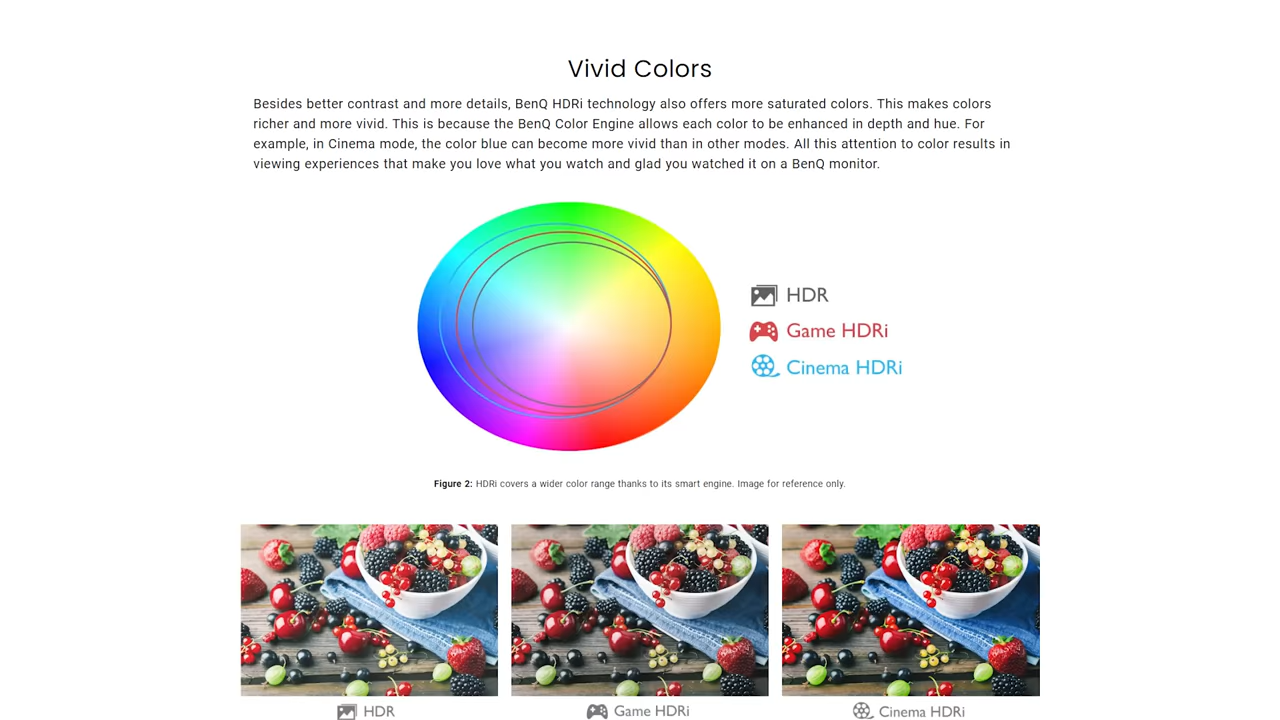 Vivid Colors
Besides better contrast and more details, BenQ HDRi technology also offers more saturated colors. This makes colors
richer and more vivid. This is because the BenQ Color Engine allows each color to be enhanced in depth and hue. For
example, in Cinema mode, the color blue can become more vivid than in other modes. All this attention to color results in
viewing experiences that make you love what you watch and glad you watched it on a BenQ monitor.
HDR
Game HDRi
Cinema HDRi
Figure 2: HDRi covers a wider color range thanks to its smart engine. Image for reference only.
HDR
Game HDRi
Cinema HDRi